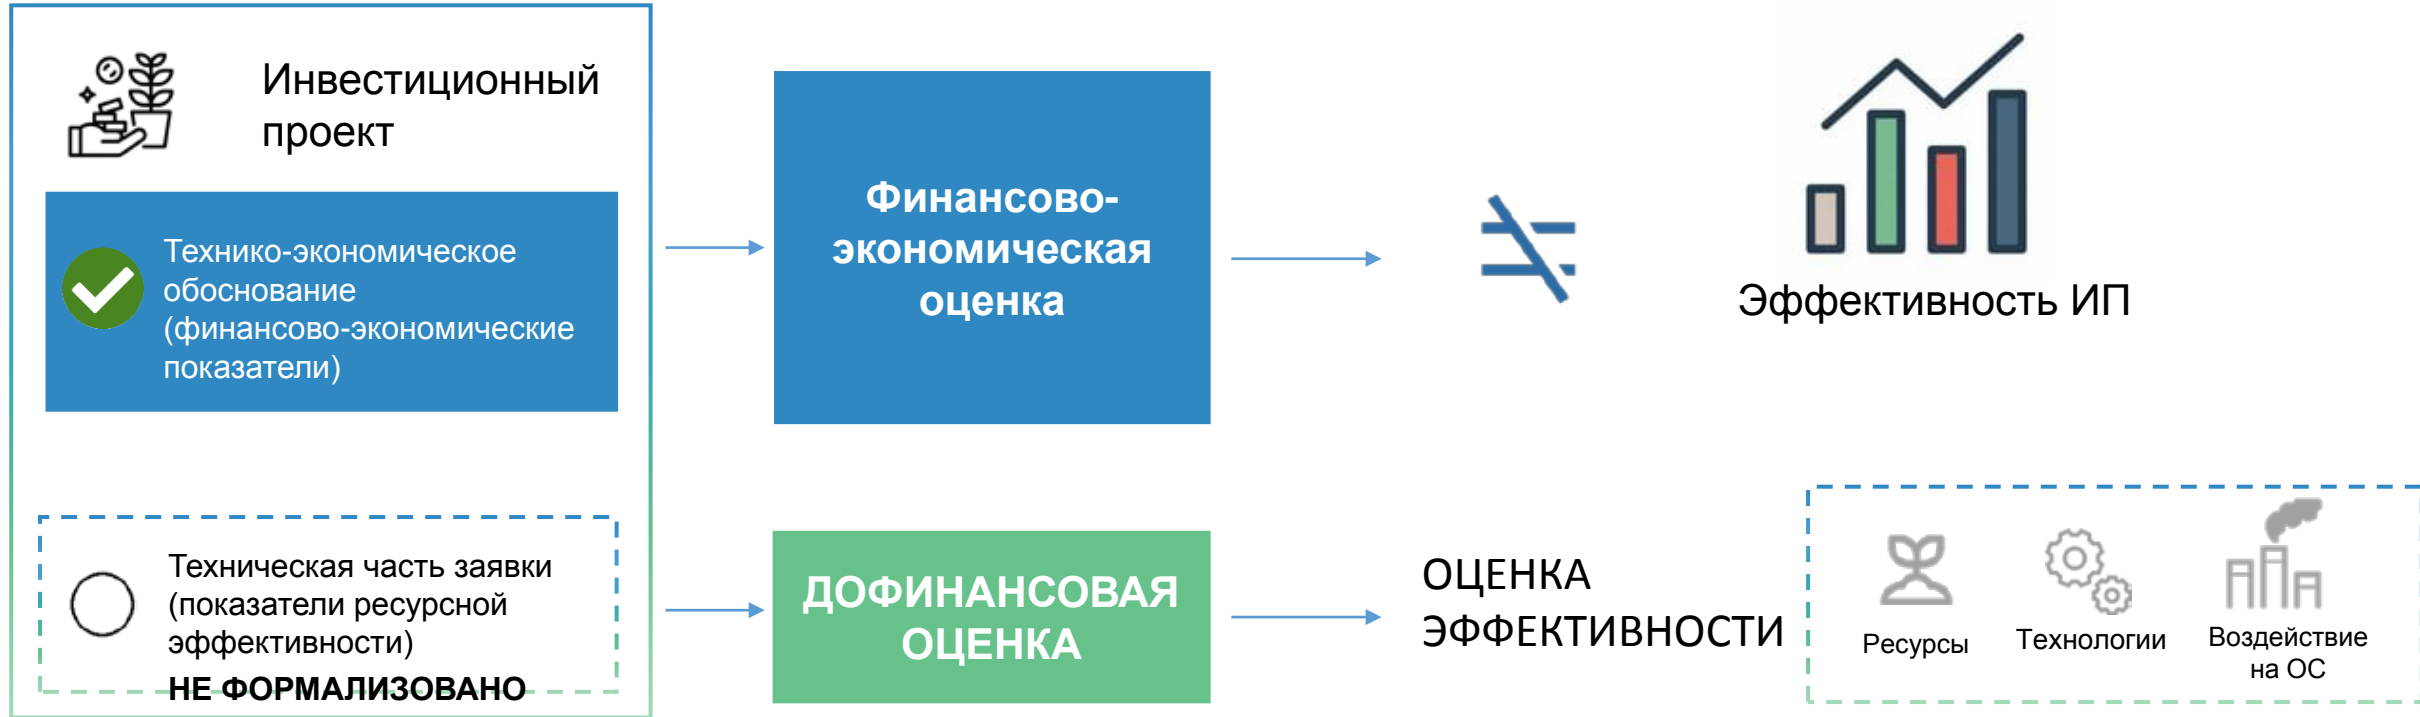 Инвестиционный
проект
Технико-экономическое
обоснование
(финансово-экономические
показатели)
Финансово-
экономическая
оценка
Эффективность ИП
Техническая часть заявки
(показатели ресурсной
эффективности)
НЕ ФОРМАЛИЗОВАНО
ДОФИНАНСОВАЯ
ОЦЕНКА
ОЦЕНКА
ЭФФЕКТИВНОСТИ
Ресурсы
Технологии
Воздействие
на ОС